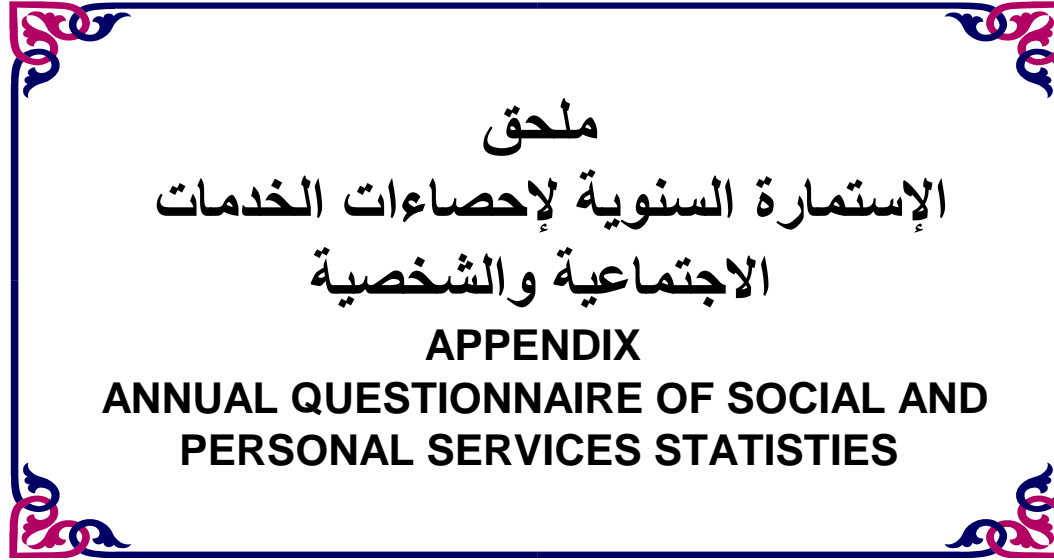 ملحق
الإستمارة السنوية لإحصاءات الخدمات
الاجتماعية والشخصية
APPENDIX
ANNUAL QUESTIONNAIRE OF SOCIAL AND
PERSONAL SERVICES STATISTIES